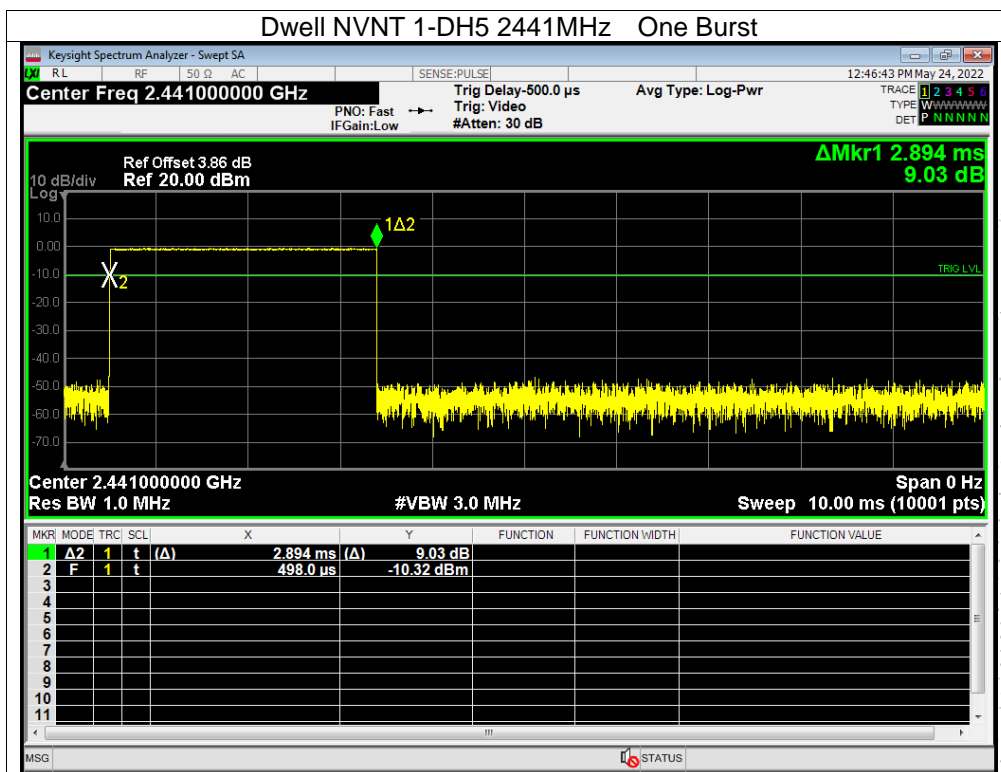 Dwell NVNT 1-DH5 2441MHz One Burst
Keysight Spectrum Analyzer - Swept SA
LXI RL RF 50 Ω AC SENSE:PULSE 12:46:43 PM May 24, 2022
Center Freq 2.441000000 GHz
PNO: Fast
IFGain:Low
Trig Delay-500.0 µs
Trig: Video
#Atten: 30 dB
Avg Type: Log-Pwr
TRACE 1 2 3 4 5 6
TYPE WWWWWW
DET P N N N N N
ΔMkr1 2.894 ms
9.03 dB
Ref Offset 3.86 dB
10 dB/div Ref 20.00 dBm
Log
10.0
0.00
-10.0
-20.0
-30.0
-40.0
-50.0
-60.0
-70.0
1Δ2
X2
TRIG LVL
Center 2.441000000 GHz Span 0 Hz
Res BW 1.0 MHz #VBW 3.0 MHz Sweep 10.00 ms (10001 pts)
MKR MODE TRC SCL X Y FUNCTION FUNCTION WIDTH FUNCTION VALUE
1 Δ2 1 t (Δ) 2.894 ms (Δ) 9.03 dB
2 F 1 t 498.0 µs -10.32 dBm
3
4
5
6
7
8
9
10
11
MSG STATUS